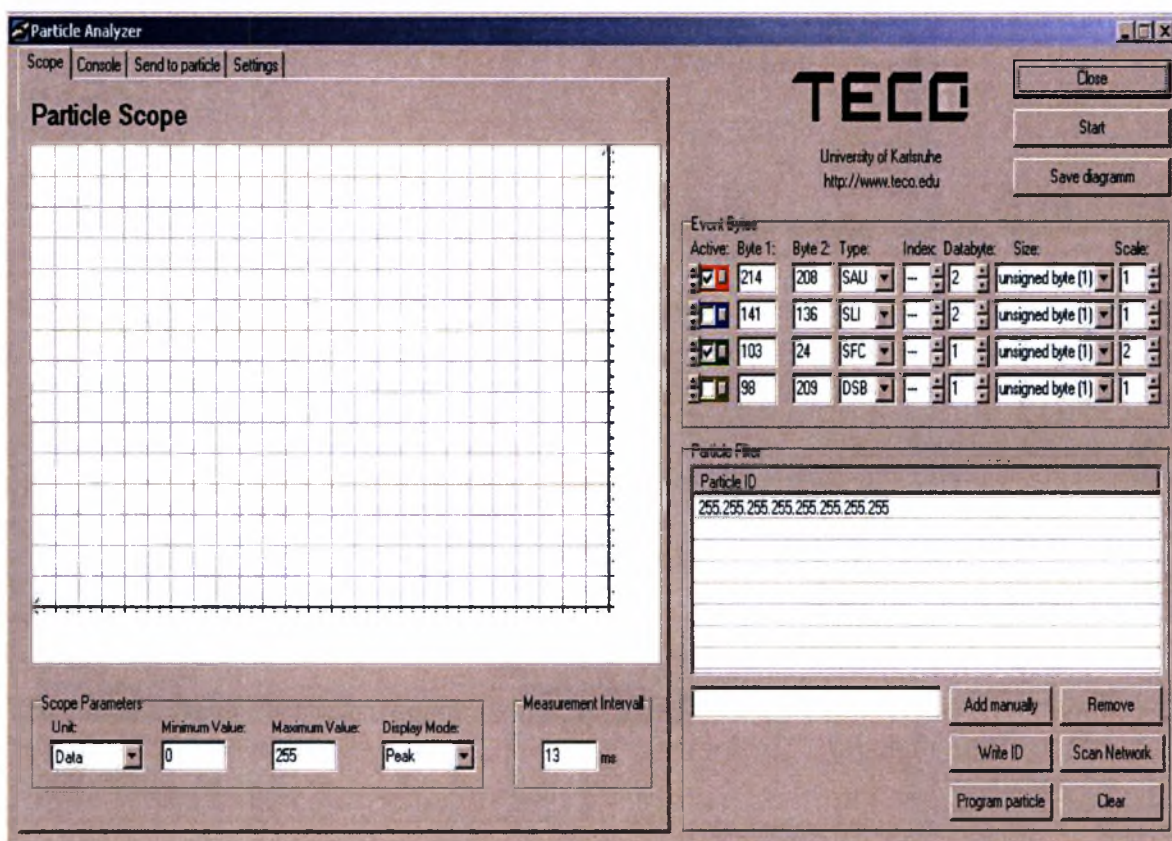 Particle Analyzer
Scope Console Send to particle Settings
Particle Scope
TECO
University of Karlsruhe
http://www.teco.edu
Close
Start
Save diagramm
Event Bytes
Active: Byte 1: Byte 2: Type: Index: Databyte: Size: Scale:
214 208 SAU --- 2 unsigned byte (1) 1
141 136 SLI --- 2 unsigned byte (1) 1
103 24 SFC --- 1 unsigned byte (1) 2
98 209 DSB --- 1 unsigned byte (1) 1
Particle Filter
Particle ID
255.255.255.255.255.255.255.255
Add manually Remove
Write ID Scan Network
Program particle Clear
Scope Parameters
Unit: Minimum Value: Maximum Value: Display Mode:
Data 0 255 Peak
Measurement Intervall
13 ms